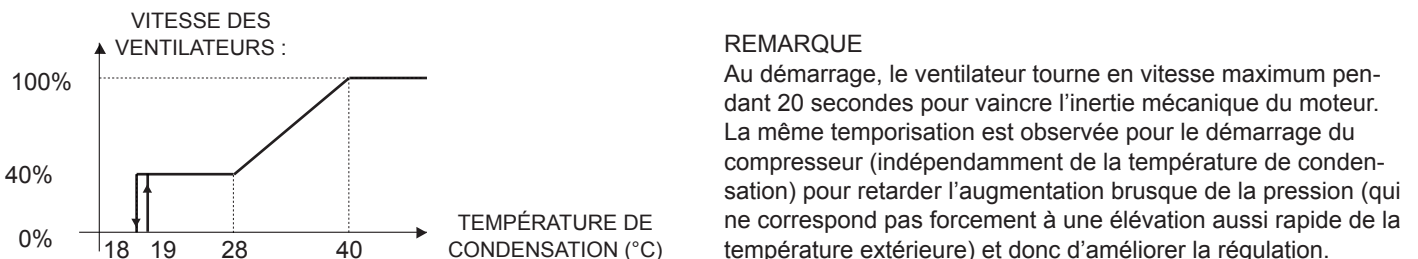 VITESSE DES
VENTILATEURS :
100%
40%
0%
18 19 28 40
TEMPÉRATURE DE
CONDENSATION (°C)
REMARQUE
Au démarrage, le ventilateur tourne en vitesse maximum pen-
dant 20 secondes pour vaincre l’inertie mécanique du moteur.
La même temporisation est observée pour le démarrage du
compresseur (indépendamment de la température de conden-
sation) pour retarder l’augmentation brusque de la pression (qui
ne correspond pas forcement à une élévation aussi rapide de la
température extérieure) et donc d’améliorer la régulation.